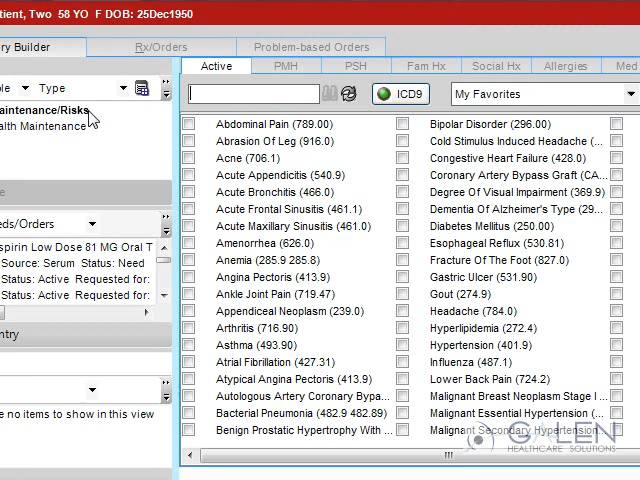 tient, Two 58 YO F DOB: 25Dec1950
ry Builder
Rx/Orders
Problem-based Orders
Active
PMH
PSH
Fam Hx
Social Hx
Allergies
Med
ble
Type
ICD9
My Favorites
aintenance/Risks
alth Maintenance
e
eds/Orders
spirin Low Dose 81 MG Oral T
Source: Serum Status: Need
Status: Active Requested for:
Status: Active Requested for:
ntry
e no items to show in this view
Abdominal Pain (789.00)
Abrasion Of Leg (916.0)
Acne (706.1)
Acute Appendicitis (540.9)
Acute Bronchitis (466.0)
Acute Frontal Sinusitis (461.1)
Acute Maxillary Sinusitis (461.0)
Amenorrhea (626.0)
Anemia (285.9 285.8)
Angina Pectoris (413.9)
Ankle Joint Pain (719.47)
Appendiceal Neoplasm (239.0)
Arthritis (716.90)
Asthma (493.90)
Atrial Fibrillation (427.31)
Atypical Angina Pectoris (413.9)
Autologous Artery Coronary Bypa...
Bacterial Pneumonia (482.9 482.89)
Benign Prostatic Hypertrophy With ...
Bipolar Disorder (296.00)
Cold Stimulus Induced Headache (...
Congestive Heart Failure (428.0)
Coronary Artery Bypass Graft (CA...
Degree Of Visual Impairment (369.9)
Dementia Of Alzheimer's Type (29...
Diabetes Mellitus (250.00)
Esophageal Reflux (530.81)
Fracture Of The Foot (827.0)
Gastric Ulcer (531.90)
Gout (274.9)
Headache (784.0)
Hyperlipidemia (272.4)
Hypertension (401.9)
Influenza (487.1)
Lower Back Pain (724.2)
Malignant Breast Neoplasm Stage I ...
Malignant Essential Hypertension (...
Malignant Secondary Hypertension...
GALEN
HEALTHCARE SOLUTIONS